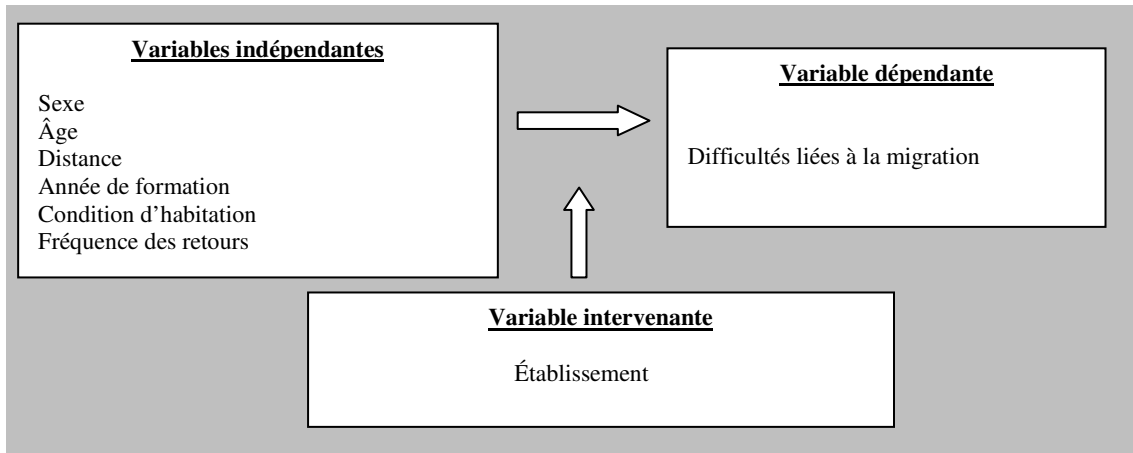 Variables indépendantes
Sexe
Âge
Distance
Année de formation
Condition d'habitation
Fréquence des retours
Variable dépendante
Difficultés liées à la migration
Variable intervenante
Établissement